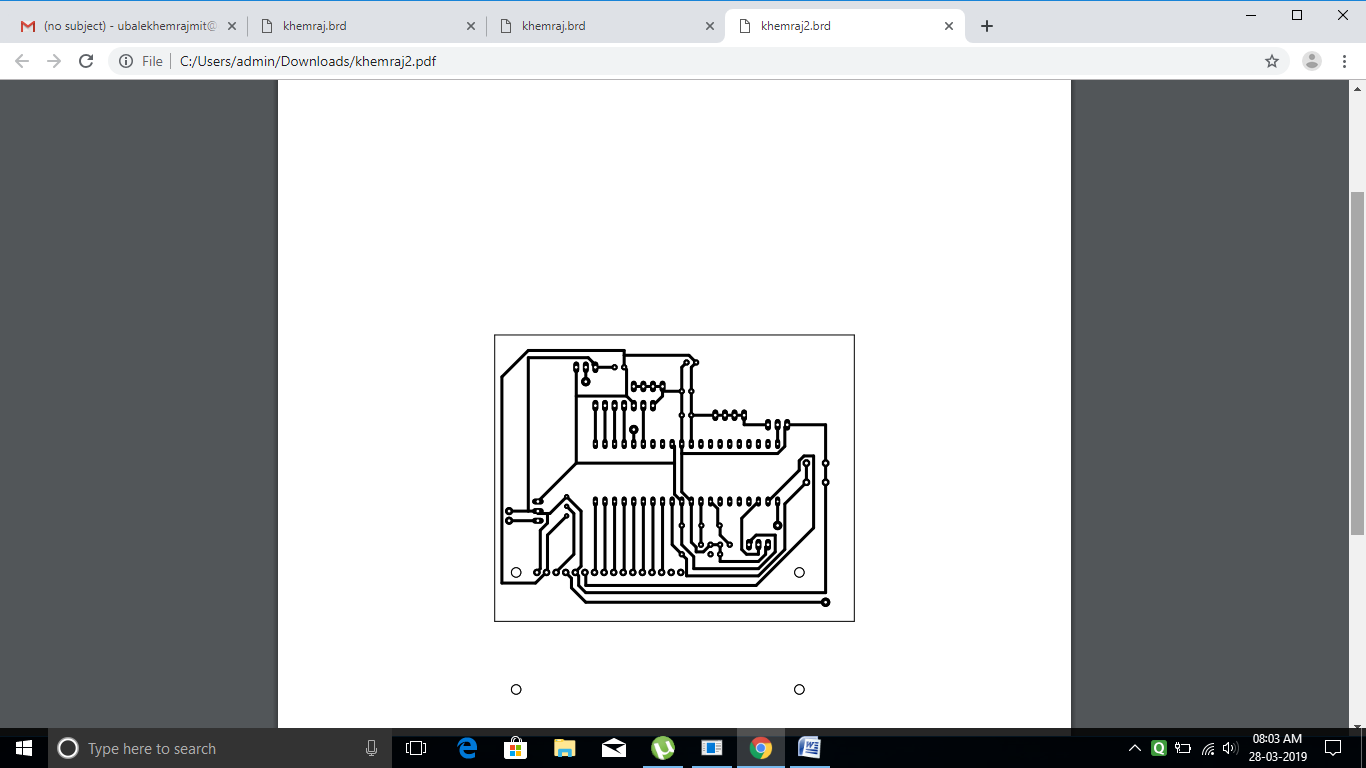 (no subject) - ubalekhemrajmit@
khemraj.brd
khemraj.brd
khemraj2.brd
File
C:/Users/admin/Downloads/khemraj2.pdf
Type here to search
08:03 AM
28-03-2019